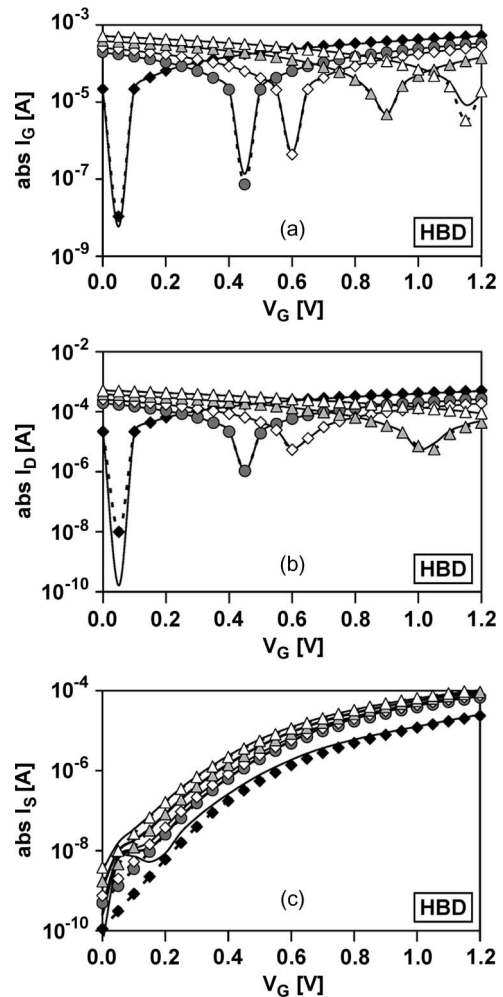 abs I_G [A]
10^-3
10^-5
10^-7
10^-9
(a)
HBD
0.0 0.2 0.4 0.6 0.8 1.0 1.2
V_G [V]
abs I_D [A]
10^-2
10^-4
10^-6
10^-8
10^-10
(b)
HBD
0.0 0.2 0.4 0.6 0.8 1.0 1.2
V_G [V]
abs I_S [A]
10^-4
10^-6
10^-8
10^-10
(c)
HBD
0.0 0.2 0.4 0.6 0.8 1.0 1.2
V_G [V]